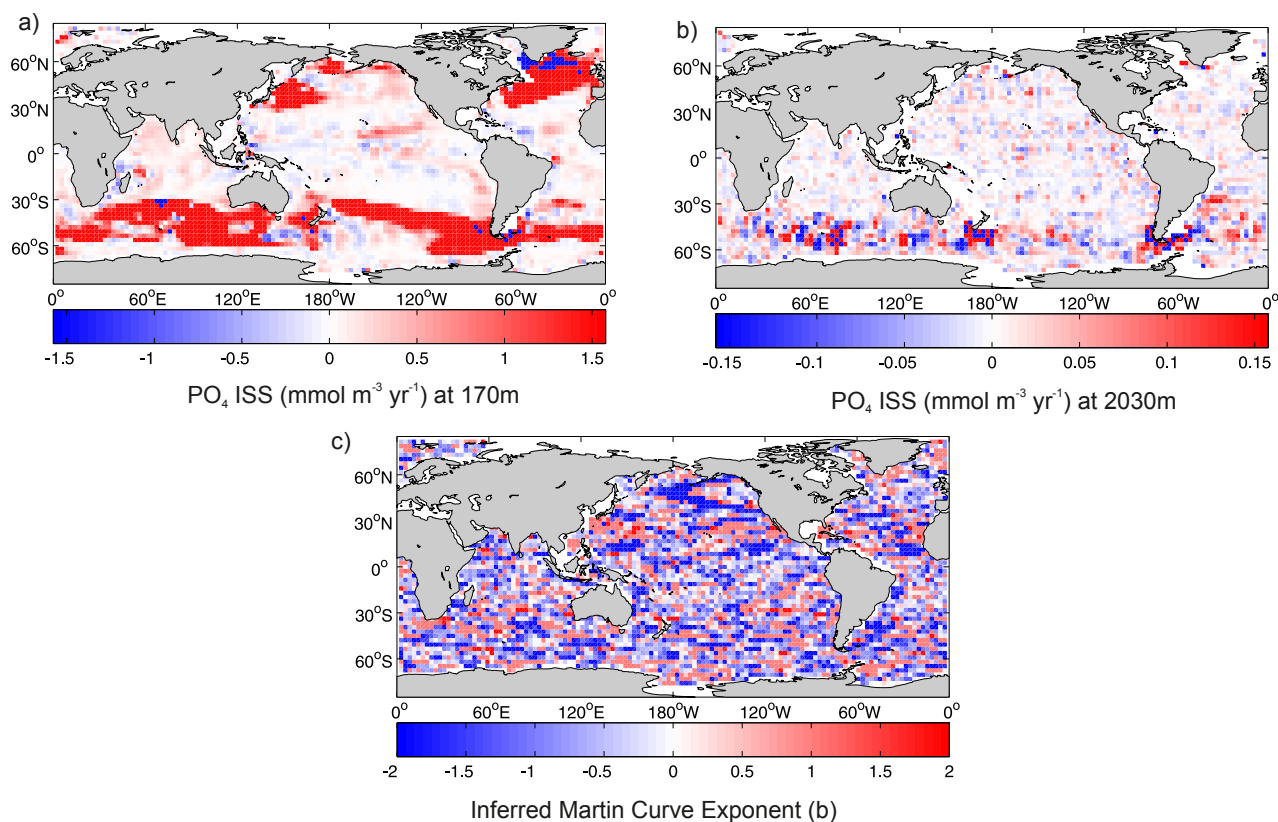 a)
60°N
30°N
0°
30°S
60°S
0° 60°E 120°E 180°W 120°W 60°W 0°
-1.5 -1 -0.5 0 0.5 1 1.5
PO₄ ISS (mmol m⁻³ yr⁻¹) at 170m
b)
60°N
30°N
0°
30°S
60°S
0° 60°E 120°E 180°W 120°W 60°W 0°
-0.15 -0.1 -0.05 0 0.05 0.1 0.15
PO₄ ISS (mmol m⁻³ yr⁻¹) at 2030m
c)
60°N
30°N
0°
30°S
60°S
0° 60°E 120°E 180°W 120°W 60°W 0°
-2 -1.5 -1 -0.5 0 0.5 1 1.5 2
Inferred Martin Curve Exponent (b)